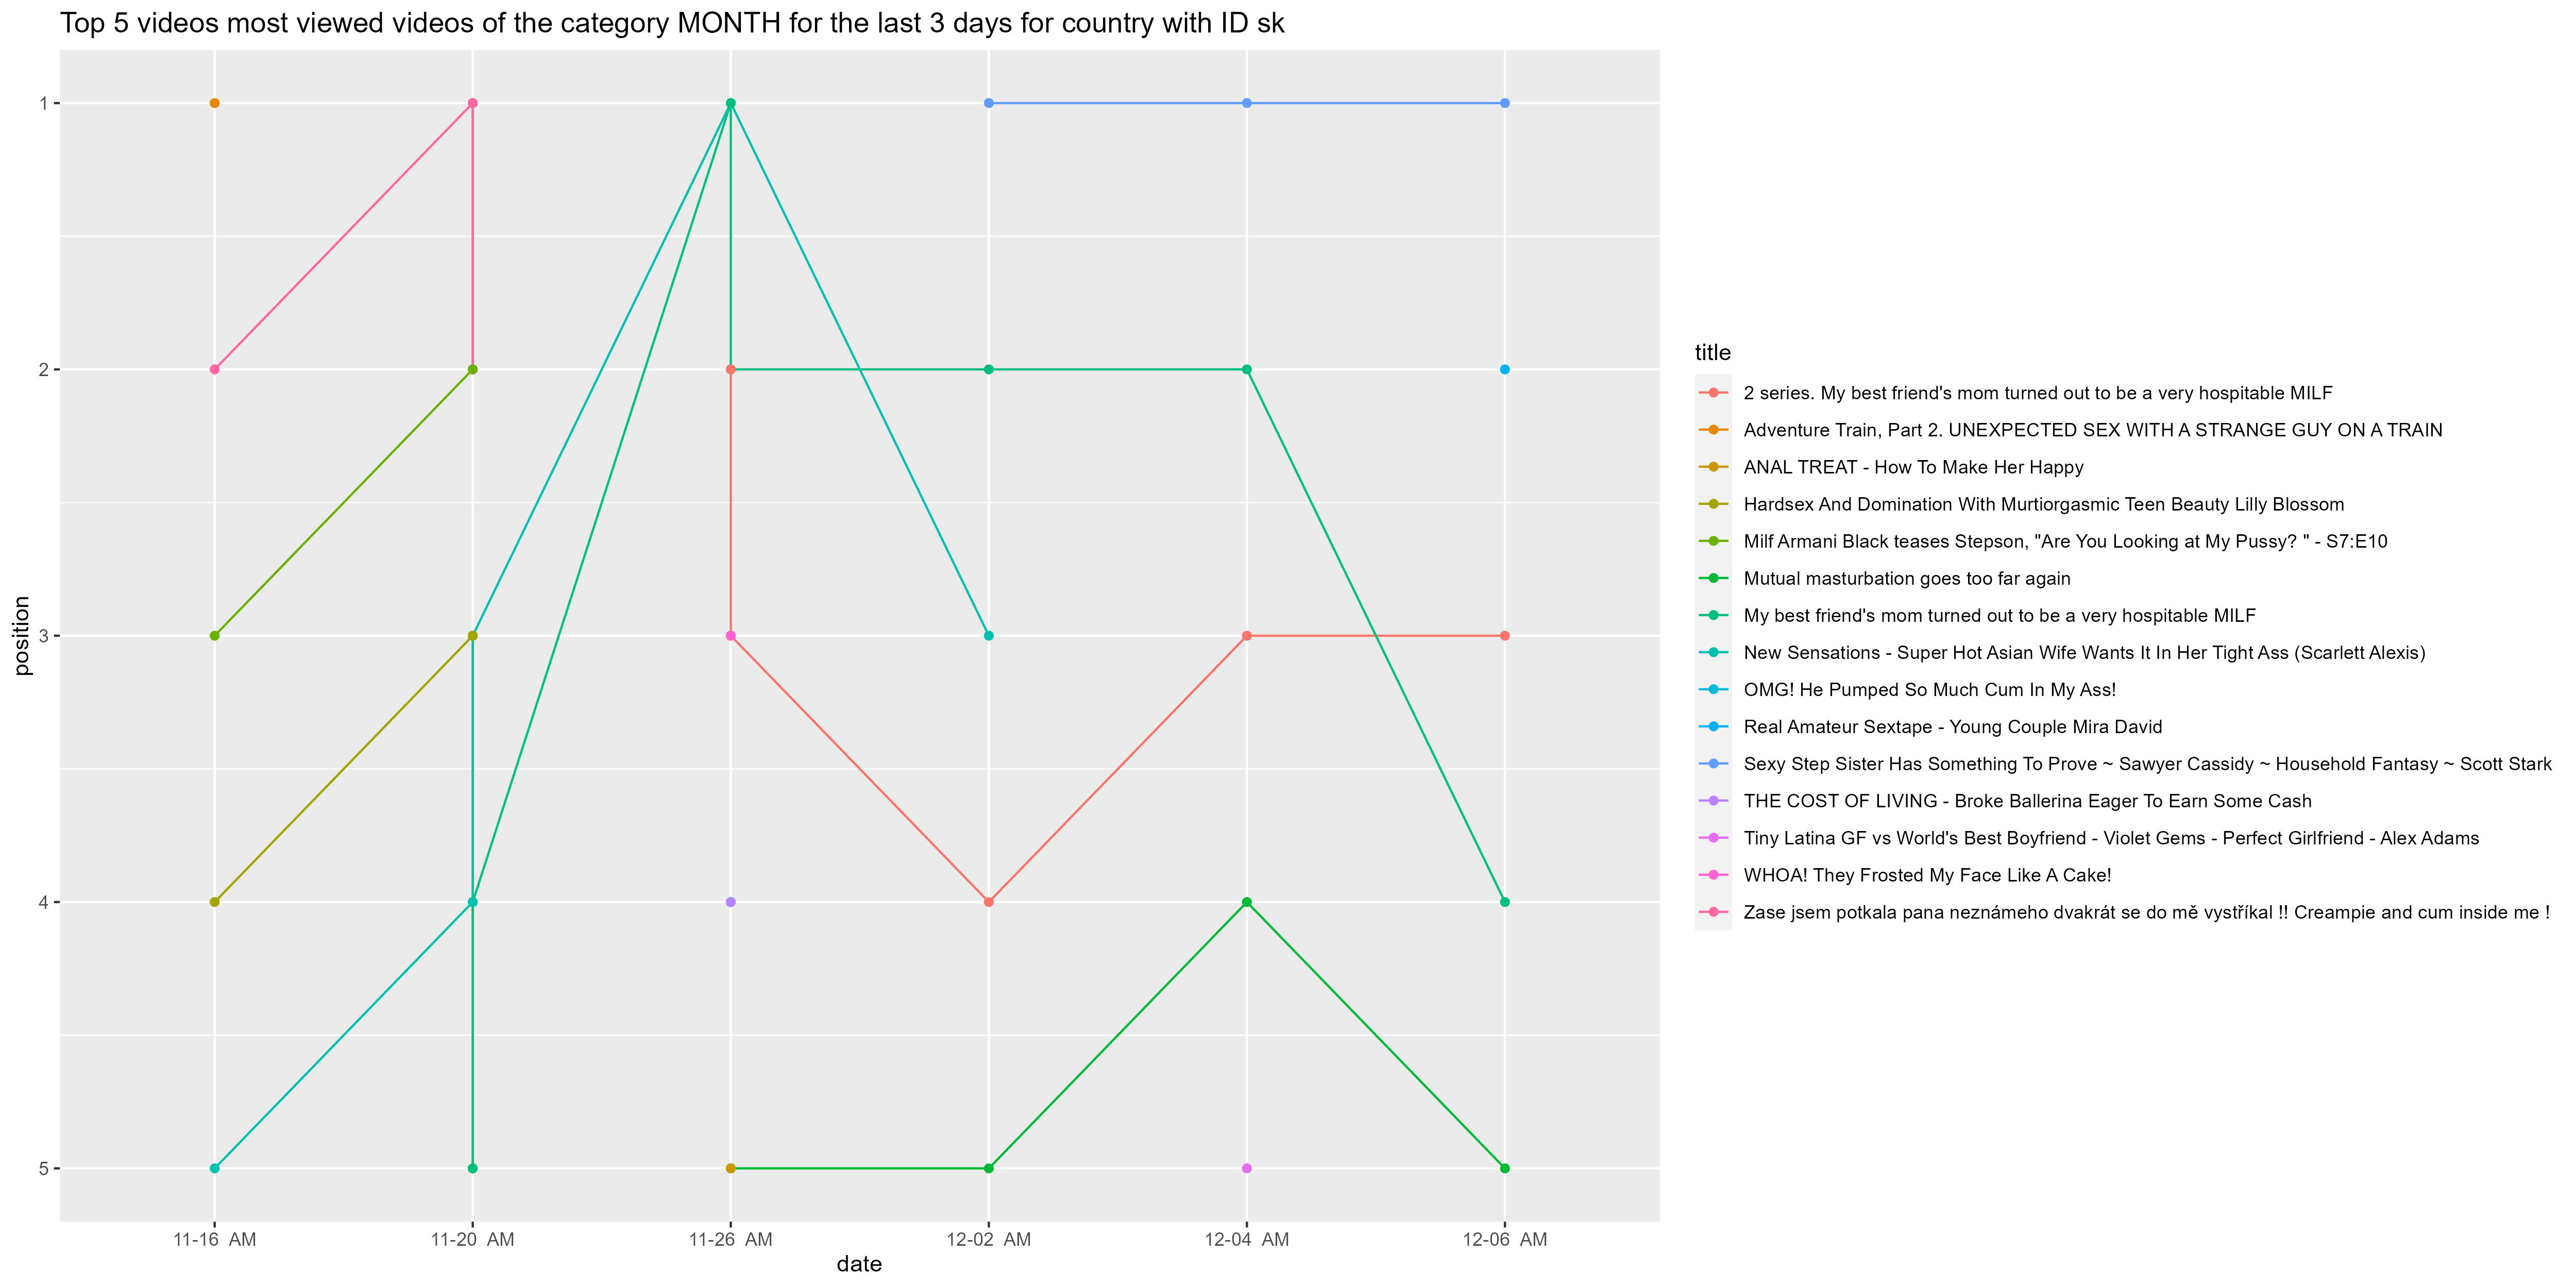 Top 5 videos most viewed videos of the category MONTH for the last 3 days for country with ID sk
1
2
3
4
5
position
11-16 AM
11-20 AM
11-26 AM
12-02 AM
12-04 AM
12-06 AM
date
title
2 series. My best friend's mom turned out to be a very hospitable MILF
Adventure Train, Part 2. UNEXPECTED SEX WITH A STRANGE GUY ON A TRAIN
ANAL TREAT - How To Make Her Happy
Hardsex And Domination With Murtiorgasmic Teen Beauty Lilly Blossom
Milf Armani Black teases Stepson, "Are You Looking at My Pussy? " - S7:E10
Mutual masturbation goes too far again
My best friend's mom turned out to be a very hospitable MILF
New Sensations - Super Hot Asian Wife Wants It In Her Tight Ass (Scarlett Alexis)
OMG! He Pumped So Much Cum In My Ass!
Real Amateur Sextape - Young Couple Mira David
Sexy Step Sister Has Something To Prove ~ Sawyer Cassidy ~ Household Fantasy ~ Scott Stark
THE COST OF LIVING - Broke Ballerina Eager To Earn Some Cash
Tiny Latina GF vs World's Best Boyfriend - Violet Gems - Perfect Girlfriend - Alex Adams
WHOA! They Frosted My Face Like A Cake!
Zase jsem potkala pana neznámeho dvakrát se do mě vystříkal !! Creampie and cum inside me !